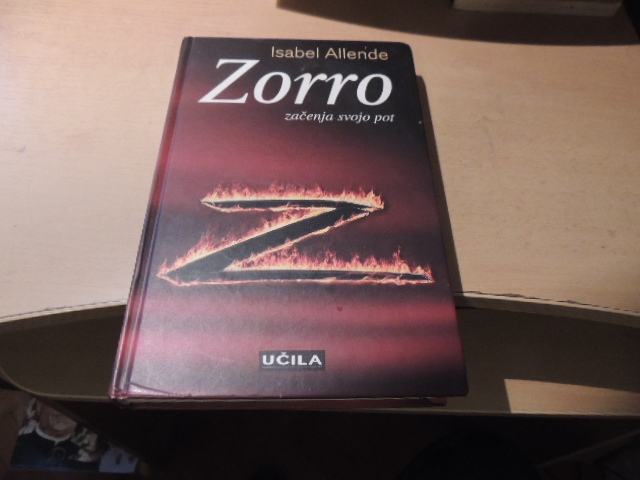 Isabel Allende
Zorro
začenja svojo pot
Z
UČILA